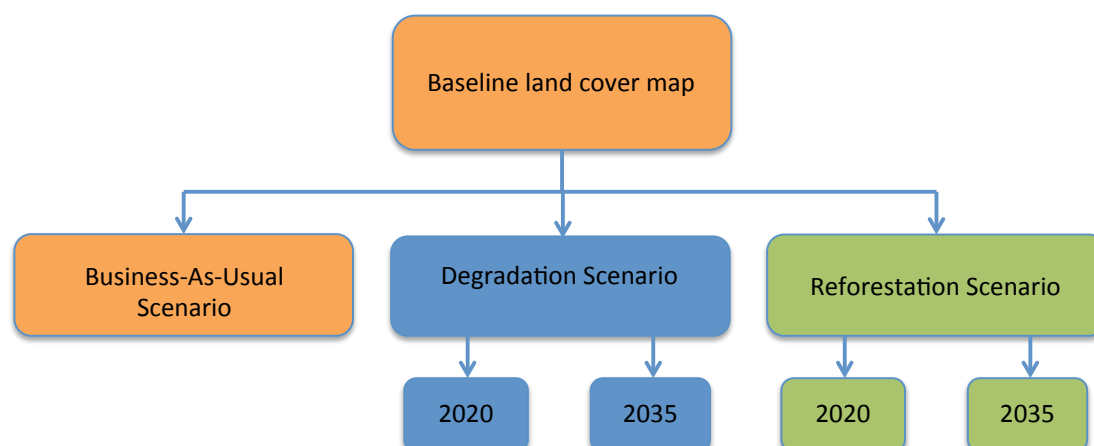 Baseline land cover map
Business-As-Usual
Scenario
Degradation Scenario
Reforestation Scenario
2020
2035
2020
2035